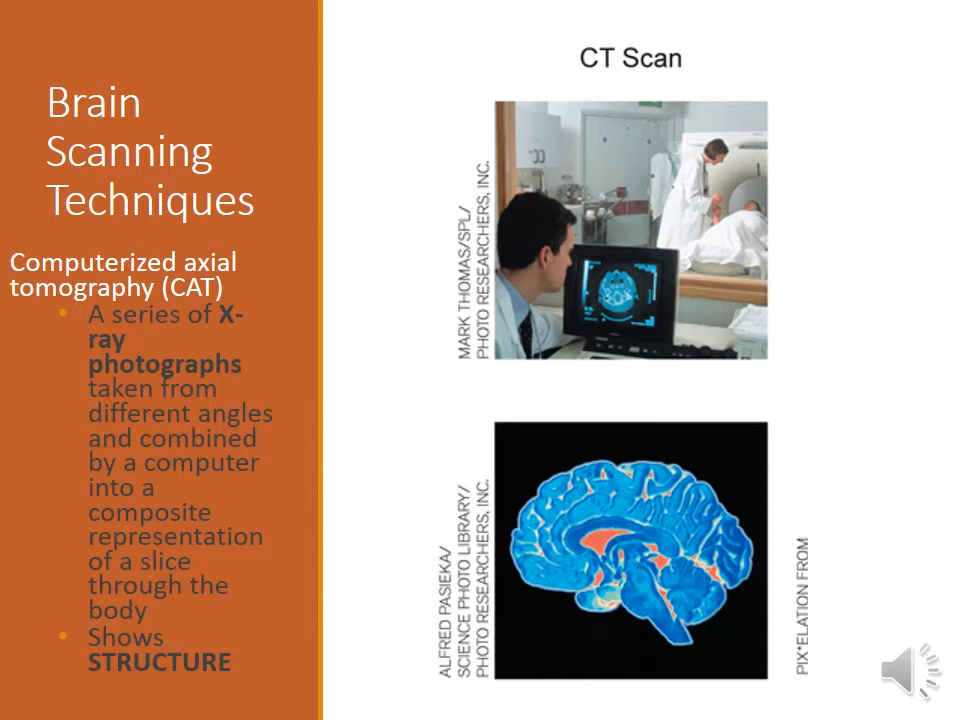 Brain
Scanning
Techniques
Computerized axial
tomography (CAT)
• A series of X-
ray
photographs
taken from
different angles
and combined
by a computer
into a
composite
representation
of a slice
through the
body
• Shows
STRUCTURE
CT Scan
MARK THOMAS/SPL/
PHOTO RESEARCHERS, INC.
ALFRED PASIEKA/
SCIENCE PHOTO LIBRARY/
PHOTO RESEARCHERS, INC.
PIX*ELATION FROM